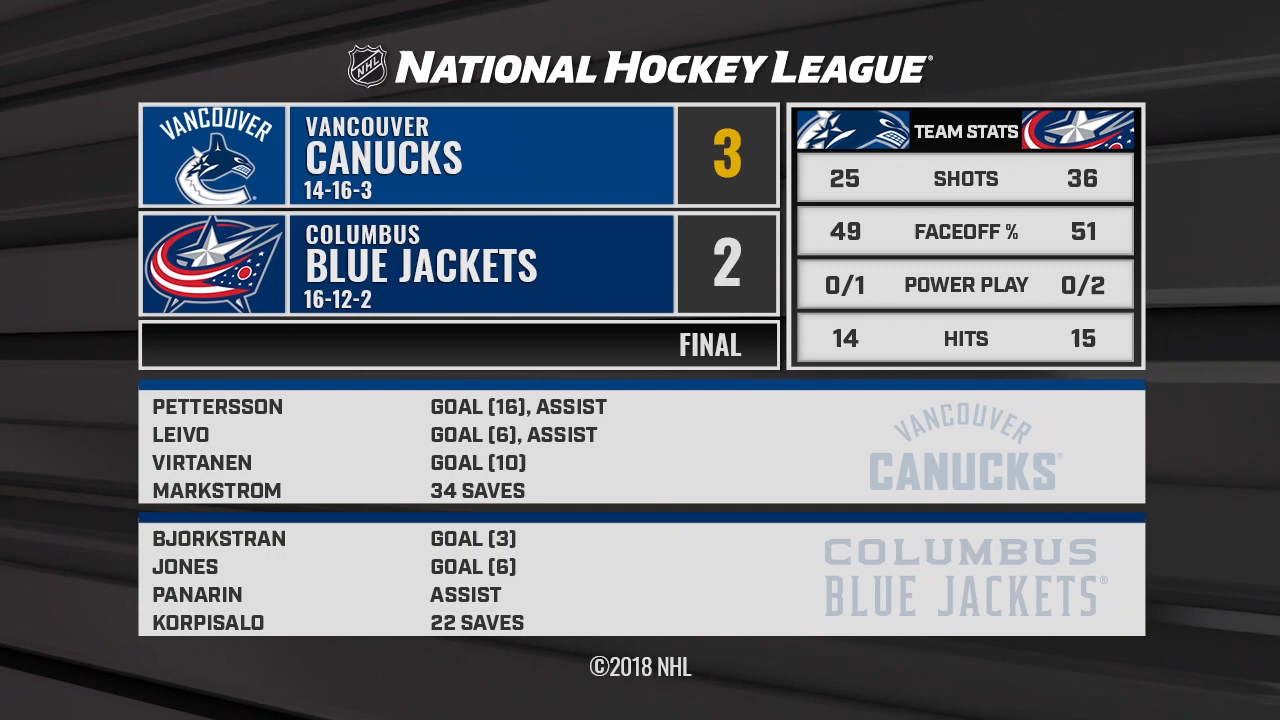 NHL NATIONAL HOCKEY LEAGUE®
VANCOUVER
VANCOUVER
CANUCKS
14-16-3
3
COLUMBUS
BLUE JACKETS
16-12-2
2
FINAL
TEAM STATS
25 SHOTS 36
49 FACEOFF % 51
0/1 POWER PLAY 0/2
14 HITS 15
PETTERSSON GOAL (16), ASSIST
LEIVO GOAL (6), ASSIST
VIRTANEN GOAL (10)
MARKSTROM 34 SAVES
VANCOUVER
CANUCKS®
BJORKSTRAN GOAL (3)
JONES GOAL (6)
PANARIN ASSIST
KORPISALO 22 SAVES
COLUMBUS
BLUE JACKETS®
©2018 NHL